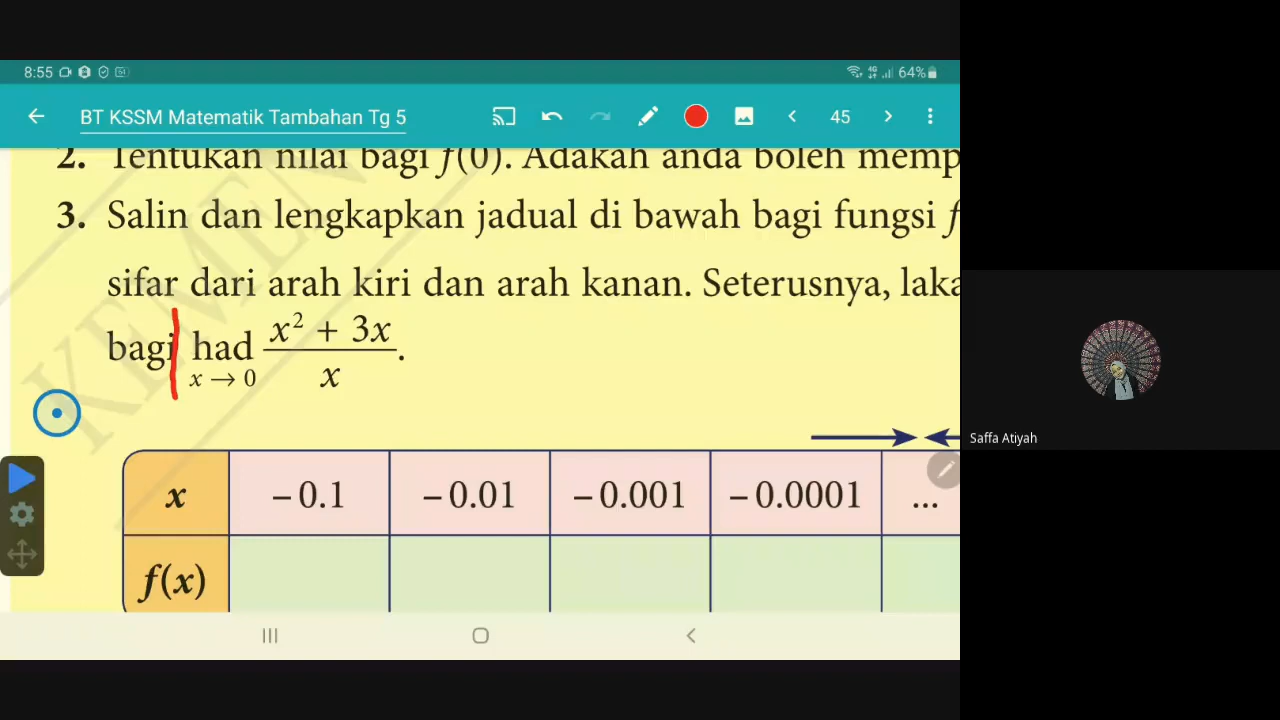 8:55 64%
BT KSSM Matematik Tambahan Tg 5 45
2. Tentukan nilai bagi f(0). Adakah anda boleh memp
3. Salin dan lengkapkan jadual di bawah bagi fungsi f
sifar dari arah kiri dan arah kanan. Seterusnya, laka
bagi had x → 0 x² + 3x / x.
x −0.1 −0.01 −0.001 −0.0001 ...
f(x)
Saffa Atiyah
KEMEN